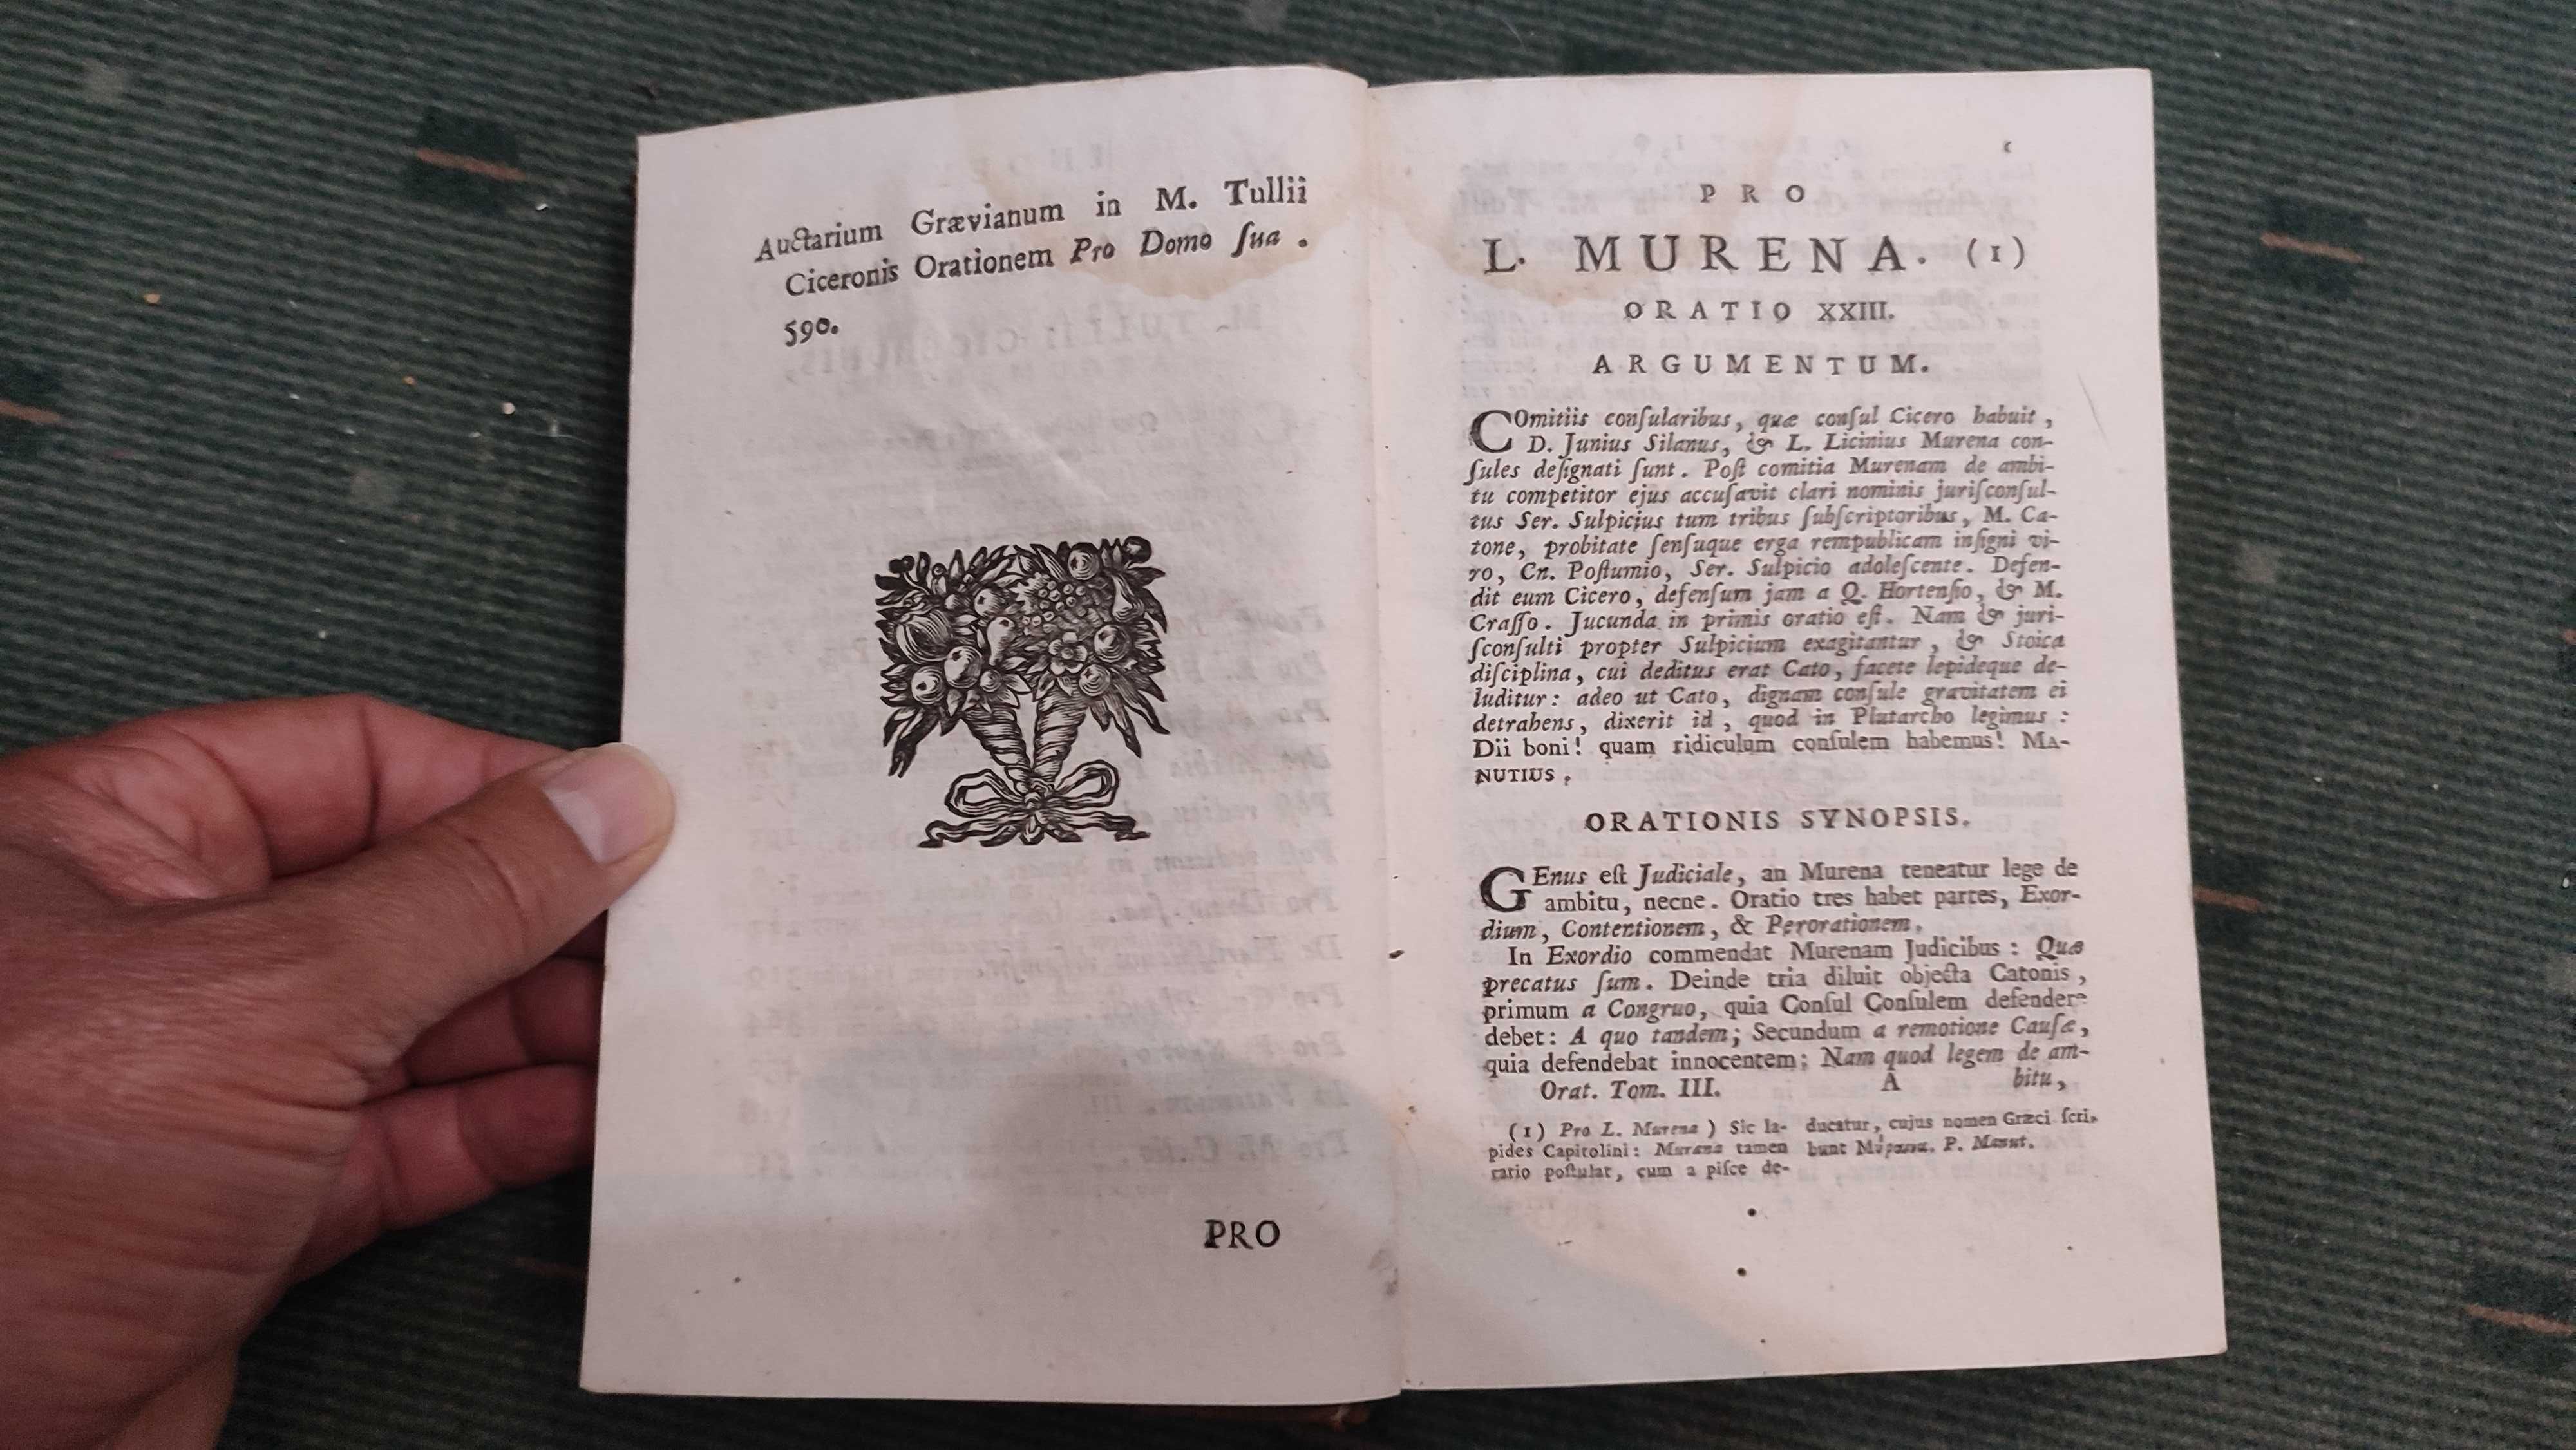 Auctarium Grævianum in M. Tullii
Ciceronis Orationem Pro Domo ſua .
590.
PRO
PRO
L. MURENA. (1)
ORATIO XXIII.
ARGUMENTUM.
COmitiis conſularibus, quæ conſul Cicero habuit ,
D. Junius Silanus, & L. Licinius Murena con-
ſules deſignati ſunt . Poſt comitia Murenam de ambi-
tu competitor ejus accuſavit clari nominis juriſconſul-
tus Ser. Sulpicius tum tribus ſubſcriptoribus, M. Ca-
tone, probitate ſenſuque erga rempublicam inſigni vi-
ro, Cn. Poſtumio, Ser. Sulpicio adoleſcente. Defen-
dit eum Cicero, defenſum jam a Q. Hortenſio, & M.
Craſſo. Jucunda in primis oratio eſt. Nam & juri-
ſconſulti propter Sulpicium exagitantur, & Stoica
diſciplina, cui deditus erat Cato, facete lepideque de-
luditur: adeo ut Cato, dignam conſule gravitatem ei
detrahens, dixerit id, quod in Plutarcho legimus :
Dii boni! quam ridiculum conſulem habemus! MA-
NUTIUS .
ORATIONIS SYNOPSIS.
GEnus eſt Judiciale, an Murena teneatur lege de
ambitu, necne. Oratio tres habet partes, Exor-
dium, Contentionem, & Perorationem.
In Exordio commendat Murenam Judicibus : Quæ
precatus ſum. Deinde tria diluit objecta Catonis,
primum a Congruo, quia Conſul Conſulem defendere
debet: A quo tandem; Secundum a remotione Cauſæ,
quia defendebat innocentem; Nam quod legem de am-
Orat. Tom. III. A bitu,
(1) Pro L. Murena ) Sic la-
pides Capitolini: Muræna tamen
ratio poſtulat, cum a piſce de-
ducatur, cujus nomen Græci ſcri-
bunt P. Manut.